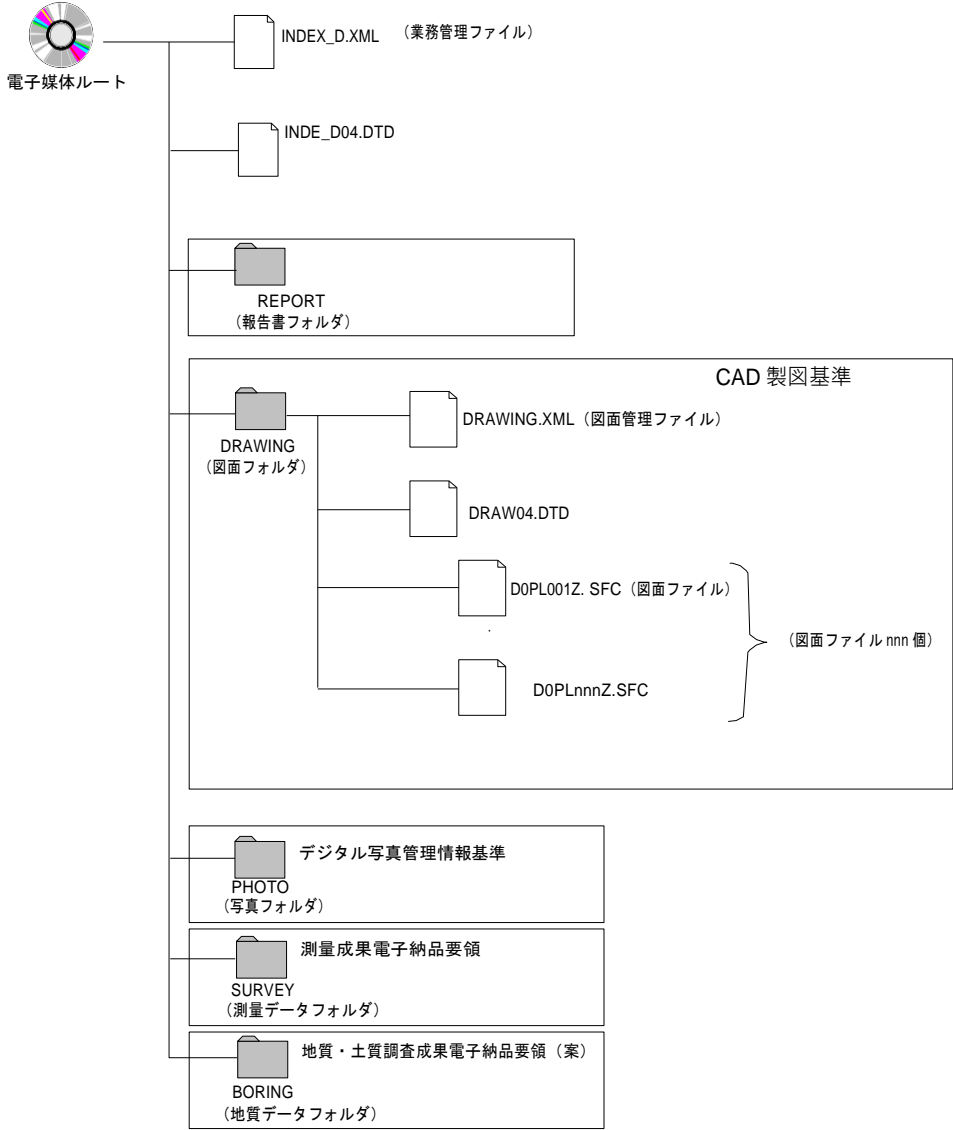 電子媒体ルート
INDEX_D.XML （業務管理ファイル）
INDE_D04.DTD
REPORT
（報告書フォルダ）
CAD 製図基準
DRAWING
（図面フォルダ）
DRAWING.XML（図面管理ファイル）
DRAW04.DTD
D0PL001Z. SFC（図面ファイル）
（図面ファイル nnn 個）
D0PLnnnZ.SFC
デジタル写真管理情報基準
PHOTO
（写真フォルダ）
測量成果電子納品要領
SURVEY
（測量データフォルダ）
地質・土質調査成果電子納品要領（案）
BORING
（地質データフォルダ）